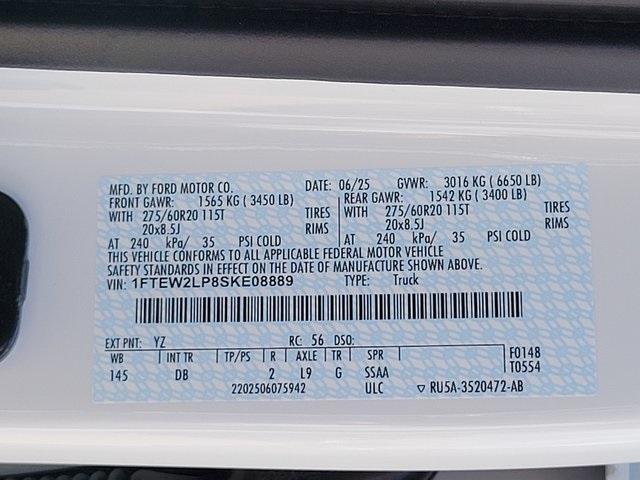 MFD. BY FORD MOTOR CO. DATE: 06/25 GVWR: 3016 KG ( 6650 LB)
FRONT GAWR: 1565 KG ( 3450 LB) REAR GAWR: 1542 KG ( 3400 LB)
WITH 275/60R20 115T TIRES WITH 275/60R20 115T TIRES
20x8.5J RIMS 20x8.5J RIMS
AT 240 kPa/ 35 PSI COLD AT 240 kPa/ 35 PSI COLD
THIS VEHICLE CONFORMS TO ALL APPLICABLE FEDERAL MOTOR VEHICLE
SAFETY STANDARDS IN EFFECT ON THE DATE OF MANUFACTURE SHOWN ABOVE.
VIN: 1FTEW2LP8SKE08889 TYPE: Truck
EXT PNT: YZ RC: 56 DSO:
WB INT TR TP/PS R AXLE TR SPR F0148
145 DB 2 L9 G SSAA T0554
2202506075942 ULC ▽ RU5A-3520472-AB